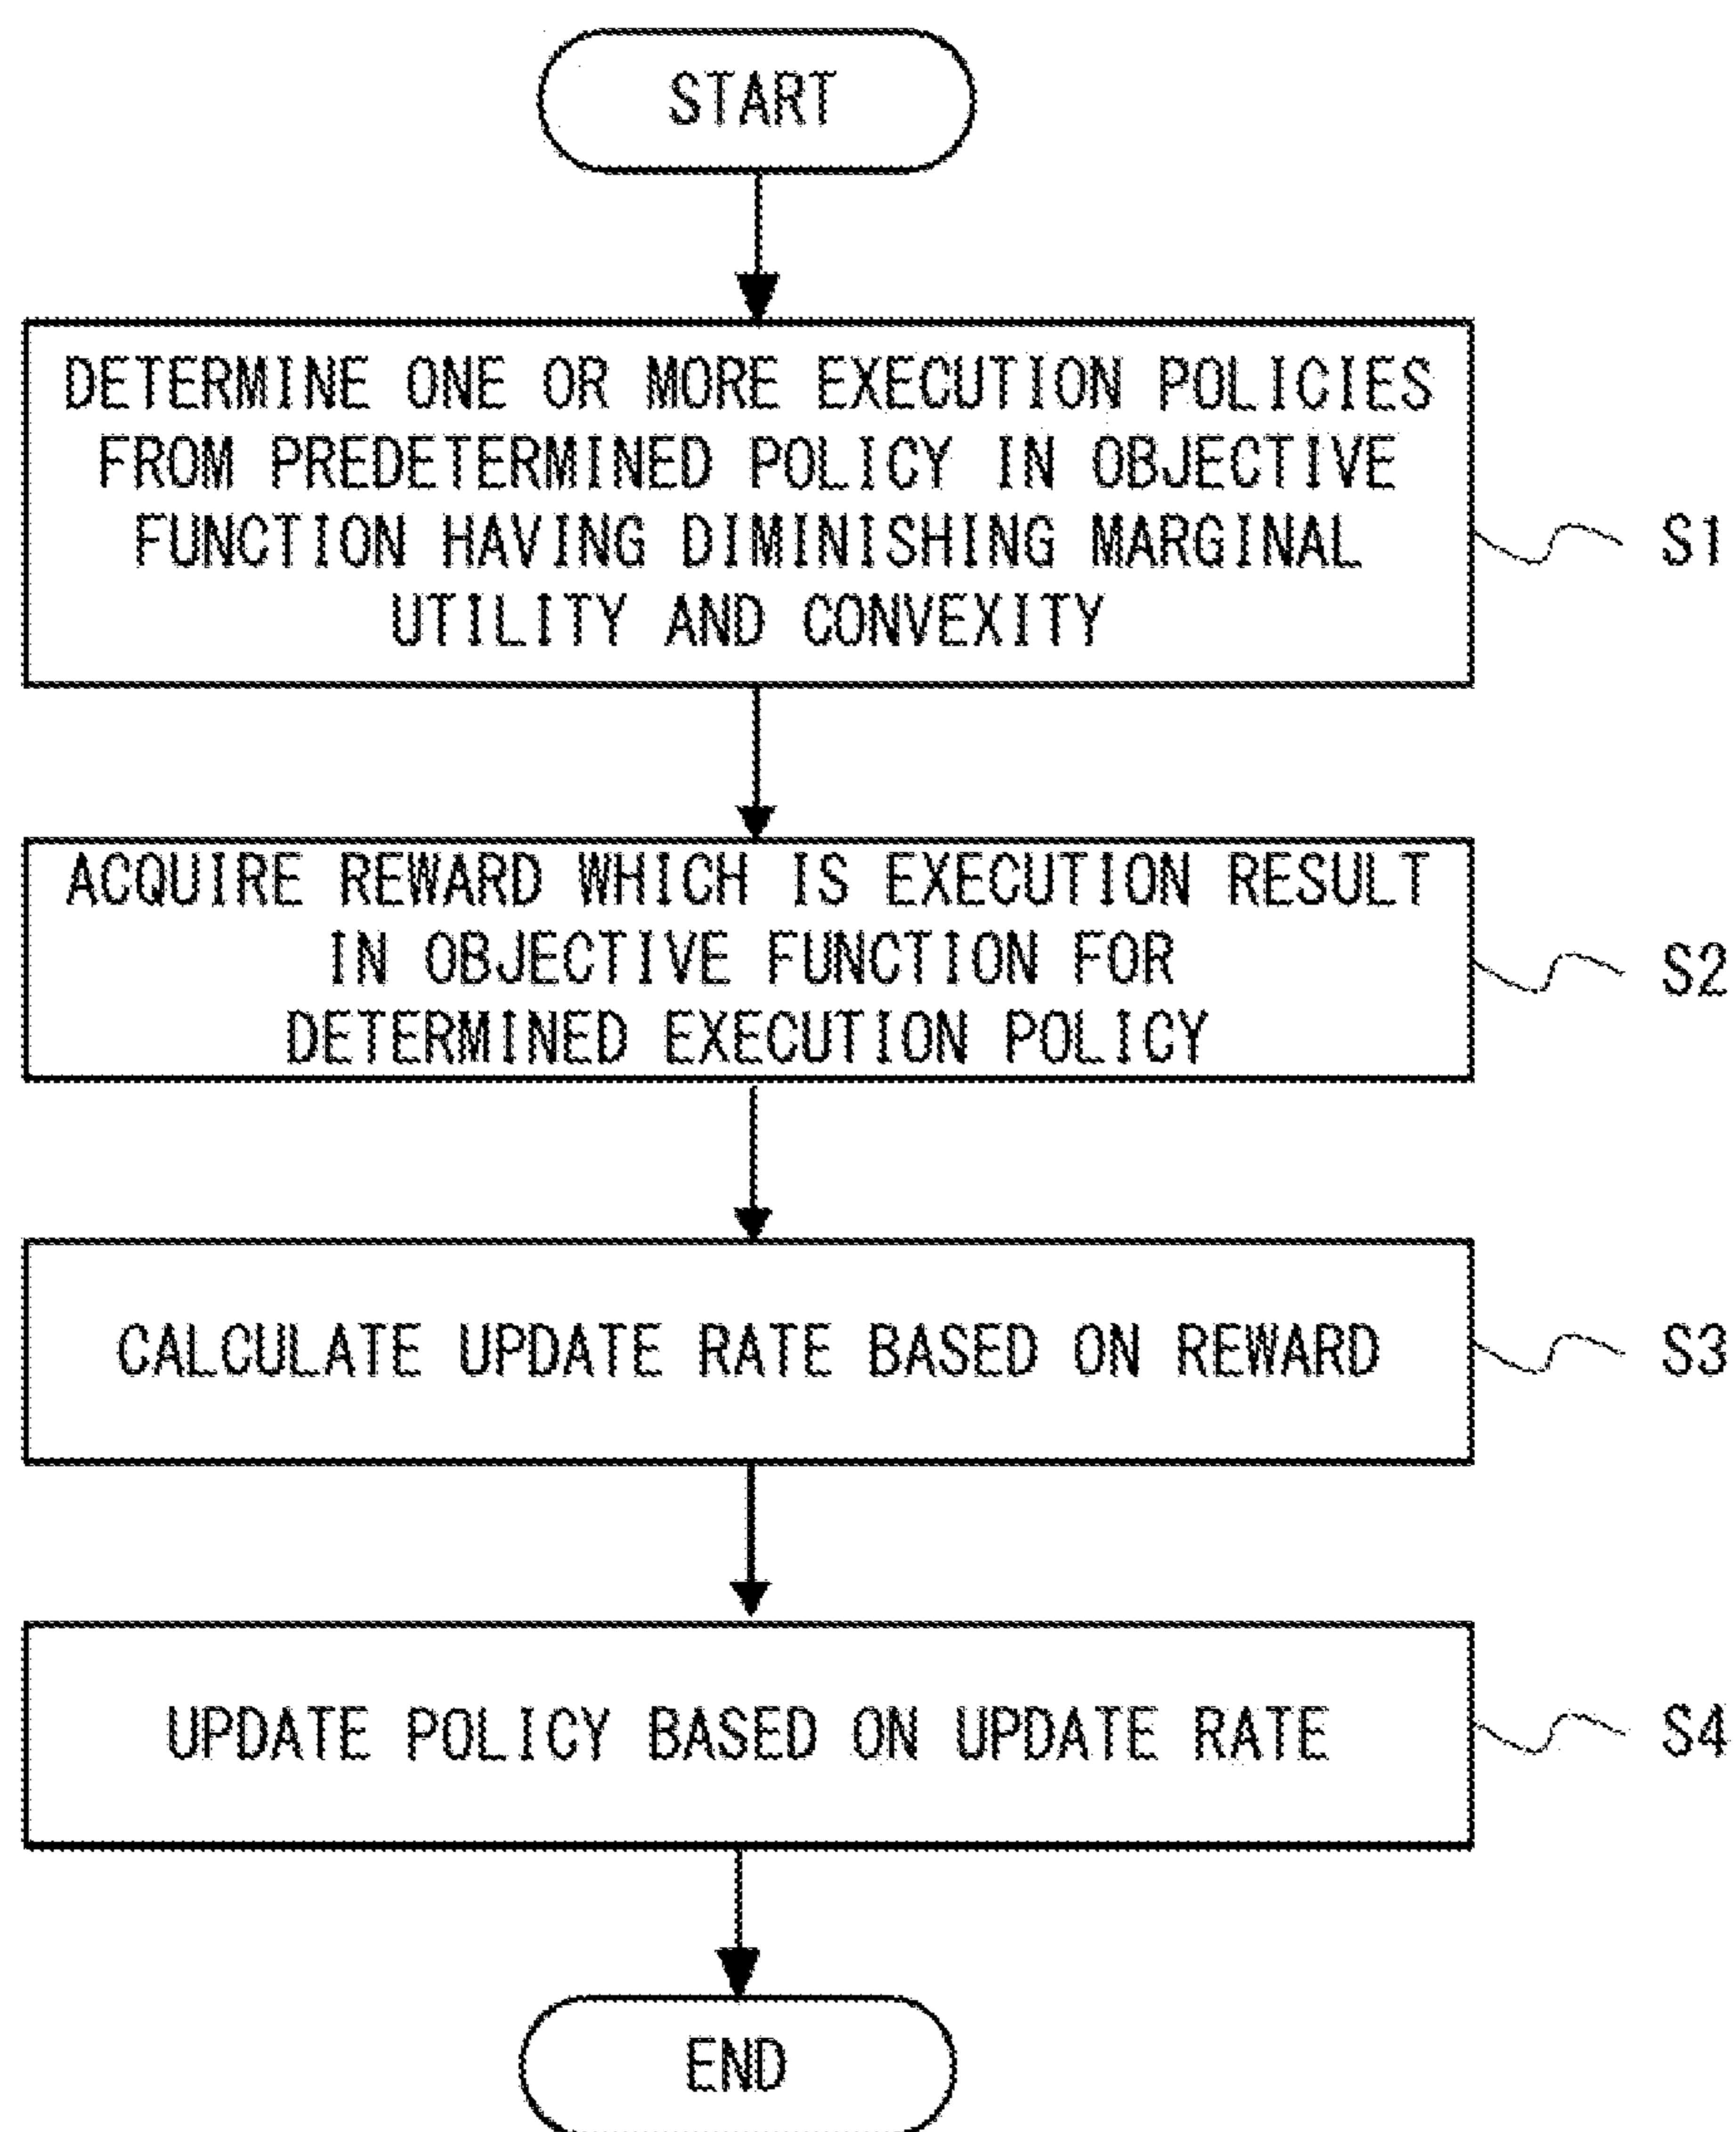 START
DETERMINE ONE OR MORE EXECUTION POLICIES
FROM PREDETERMINED POLICY IN OBJECTIVE
FUNCTION HAVING DIMINISHING MARGINAL
UTILITY AND CONVEXITY
S1
ACQUIRE REWARD WHICH IS EXECUTION RESULT
IN OBJECTIVE FUNCTION FOR
DETERMINED EXECUTION POLICY
S2
CALCULATE UPDATE RATE BASED ON REWARD
S3
UPDATE POLICY BASED ON UPDATE RATE
S4
END